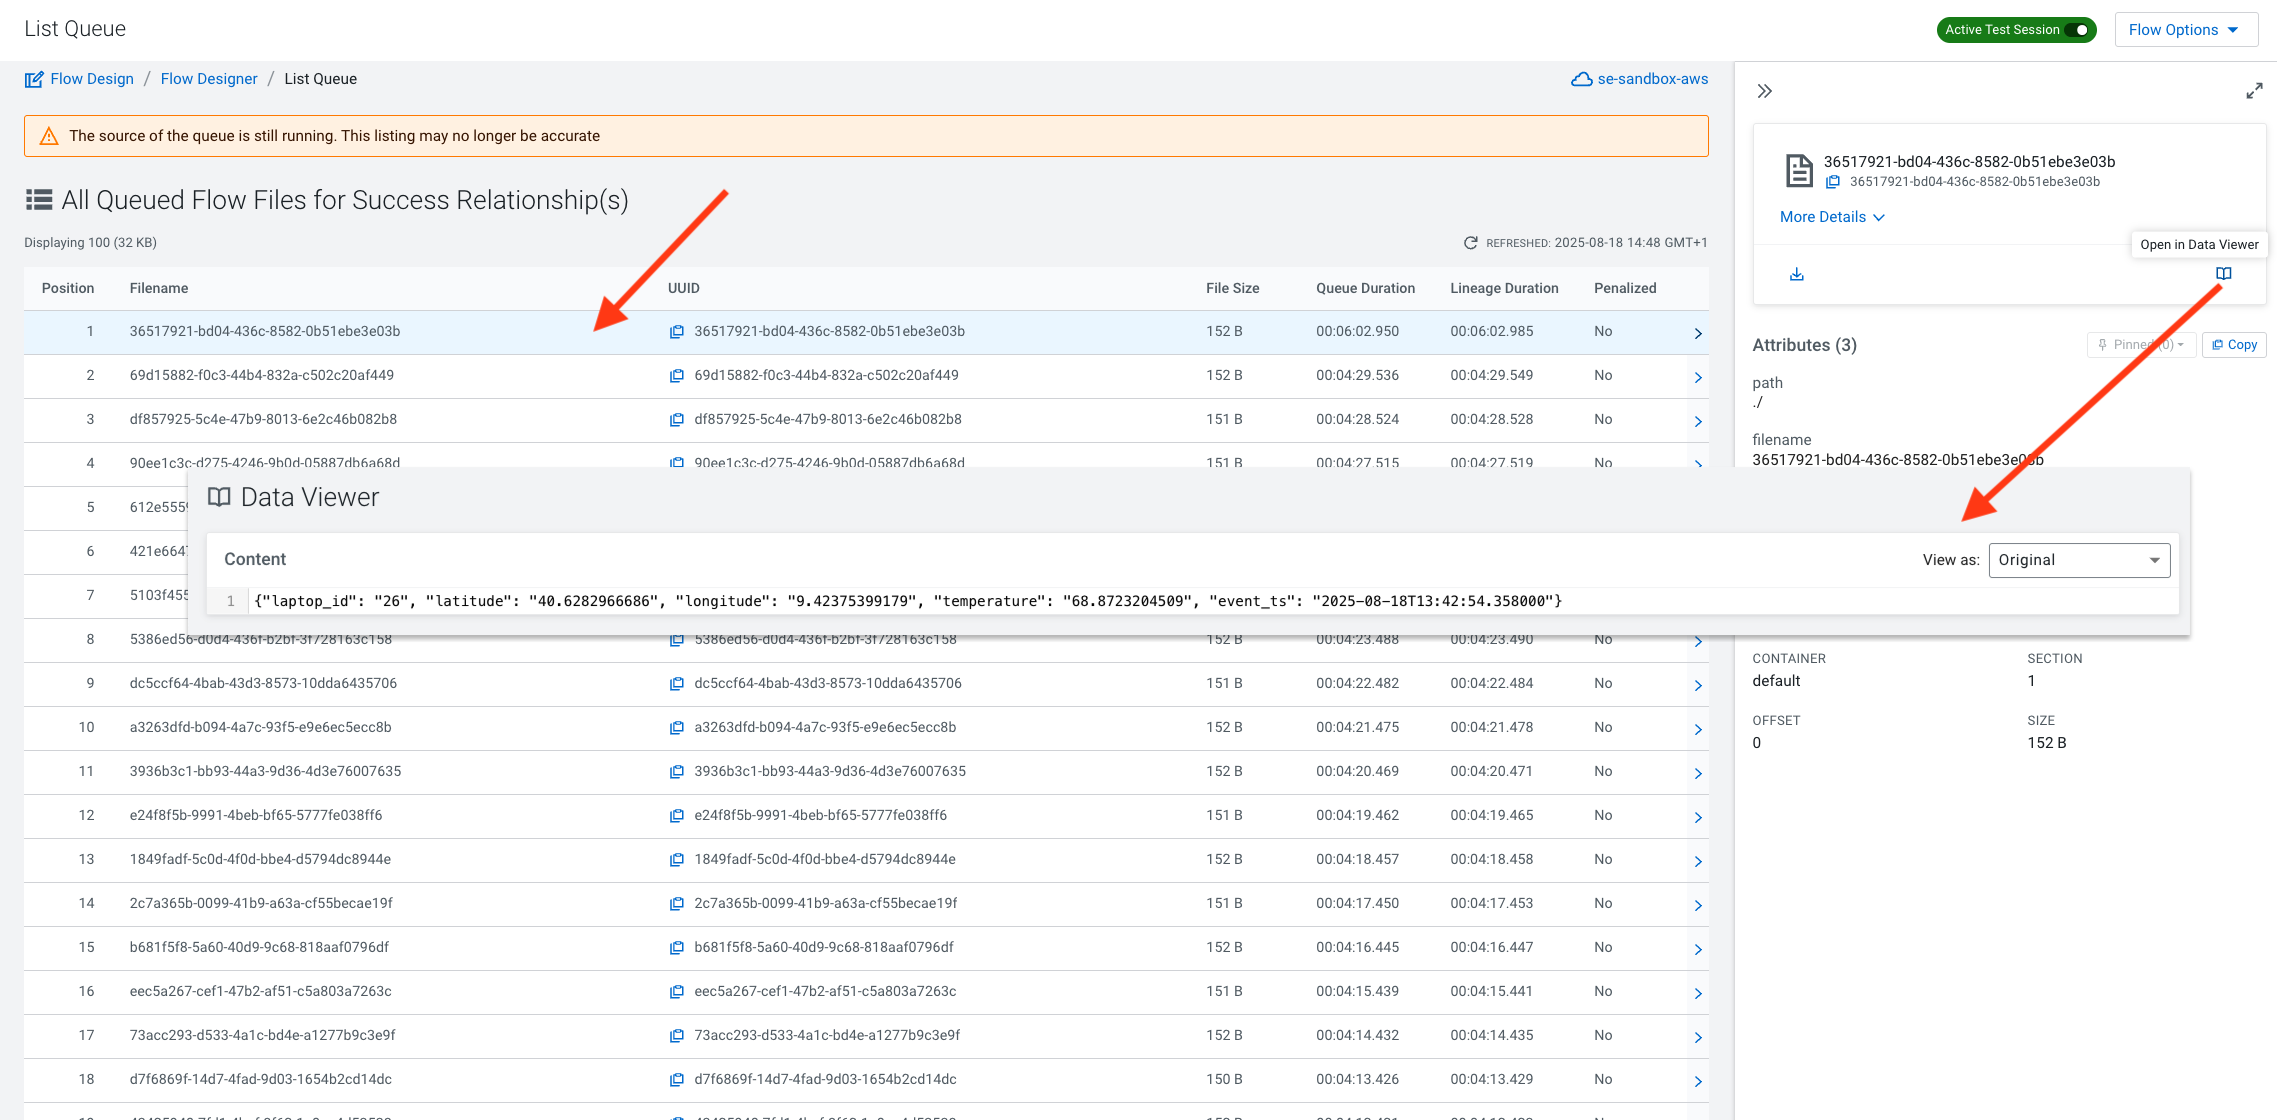 List Queue
Active Test Session
Flow Options
Flow Design / Flow Designer / List Queue
se-sandbox-aws
The source of the queue is still running. This listing may no longer be accurate
All Queued Flow Files for Success Relationship(s)
Displaying 100 (32 KB)
REFRESHED: 2025-08-18 14:48 GMT+1
Position Filename UUID File Size Queue Duration Lineage Duration Penalized
1 36517921-bd04-436c-8582-0b51ebe3e03b 36517921-bd04-436c-8582-0b51ebe3e03b 152 B 00:06:02.950 00:06:02.985 No
2 69d15882-f0c3-44b4-832a-c502c20af449 69d15882-f0c3-44b4-832a-c502c20af449 152 B 00:04:29.536 00:04:29.549 No
3 df857925-5c4e-47b9-8013-6e2c46b082b8 df857925-5c4e-47b9-8013-6e2c46b082b8 151 B 00:04:28.524 00:04:28.528 No
4 90ee1c3c-d275-4246-9b0d-05887db6a68d 90ee1c3c-d275-4246-9b0d-05887db6a68d 151 B 00:04:27.515 00:04:27.519 No
5 612e555
6 421e664
7 5103f455
8 5386ed56-d0d4-436f-b2bf-3f728163c158 5386ed56-d0d4-436f-b2bf-3f728163c158 152 B 00:04:23.488 00:04:23.490 No
9 dc5ccf64-4bab-43d3-8573-10dda6435706 dc5ccf64-4bab-43d3-8573-10dda6435706 151 B 00:04:22.482 00:04:22.484 No
10 a3263dfd-b094-4a7c-93f5-e9e6ec5ecc8b a3263dfd-b094-4a7c-93f5-e9e6ec5ecc8b 152 B 00:04:21.475 00:04:21.478 No
11 3936b3c1-bb93-44a3-9d36-4d3e76007635 3936b3c1-bb93-44a3-9d36-4d3e76007635 152 B 00:04:20.469 00:04:20.471 No
12 e24f8f5b-9991-4beb-bf65-5777fe038ff6 e24f8f5b-9991-4beb-bf65-5777fe038ff6 151 B 00:04:19.462 00:04:19.465 No
13 1849fadf-5c0d-4f0d-bbe4-d5794dc8944e 1849fadf-5c0d-4f0d-bbe4-d5794dc8944e 152 B 00:04:18.457 00:04:18.458 No
14 2c7a365b-0099-41b9-a63a-cf55becae19f 2c7a365b-0099-41b9-a63a-cf55becae19f 151 B 00:04:17.450 00:04:17.453 No
15 b681f5f8-5a60-40d9-9c68-818aaf0796df b681f5f8-5a60-40d9-9c68-818aaf0796df 152 B 00:04:16.445 00:04:16.447 No
16 eec5a267-cef1-47b2-af51-c5a803a7263c eec5a267-cef1-47b2-af51-c5a803a7263c 151 B 00:04:15.439 00:04:15.441 No
17 73acc293-d533-4a1c-bd4e-a1277b9c3e9f 73acc293-d533-4a1c-bd4e-a1277b9c3e9f 152 B 00:04:14.432 00:04:14.435 No
18 d7f6869f-14d7-4fad-9d03-1654b2cd14dc d7f6869f-14d7-4fad-9d03-1654b2cd14dc 150 B 00:04:13.426 00:04:13.429 No
Data Viewer
Content
View as: Original
1 {"laptop_id": "26", "latitude": "40.6282966686", "longitude": "9.42375399179", "temperature": "68.8723204509", "event_ts": "2025-08-18T13:42:54.358000"}
36517921-bd04-436c-8582-0b51ebe3e03b
36517921-bd04-436c-8582-0b51ebe3e03b
More Details
Open in Data Viewer
Attributes (3)
Pinned (0)
Copy
path
./
filename
36517921-bd04-436c-8582-0b51ebe3e03b
CONTAINER SECTION
default 1
OFFSET SIZE
0 152 B